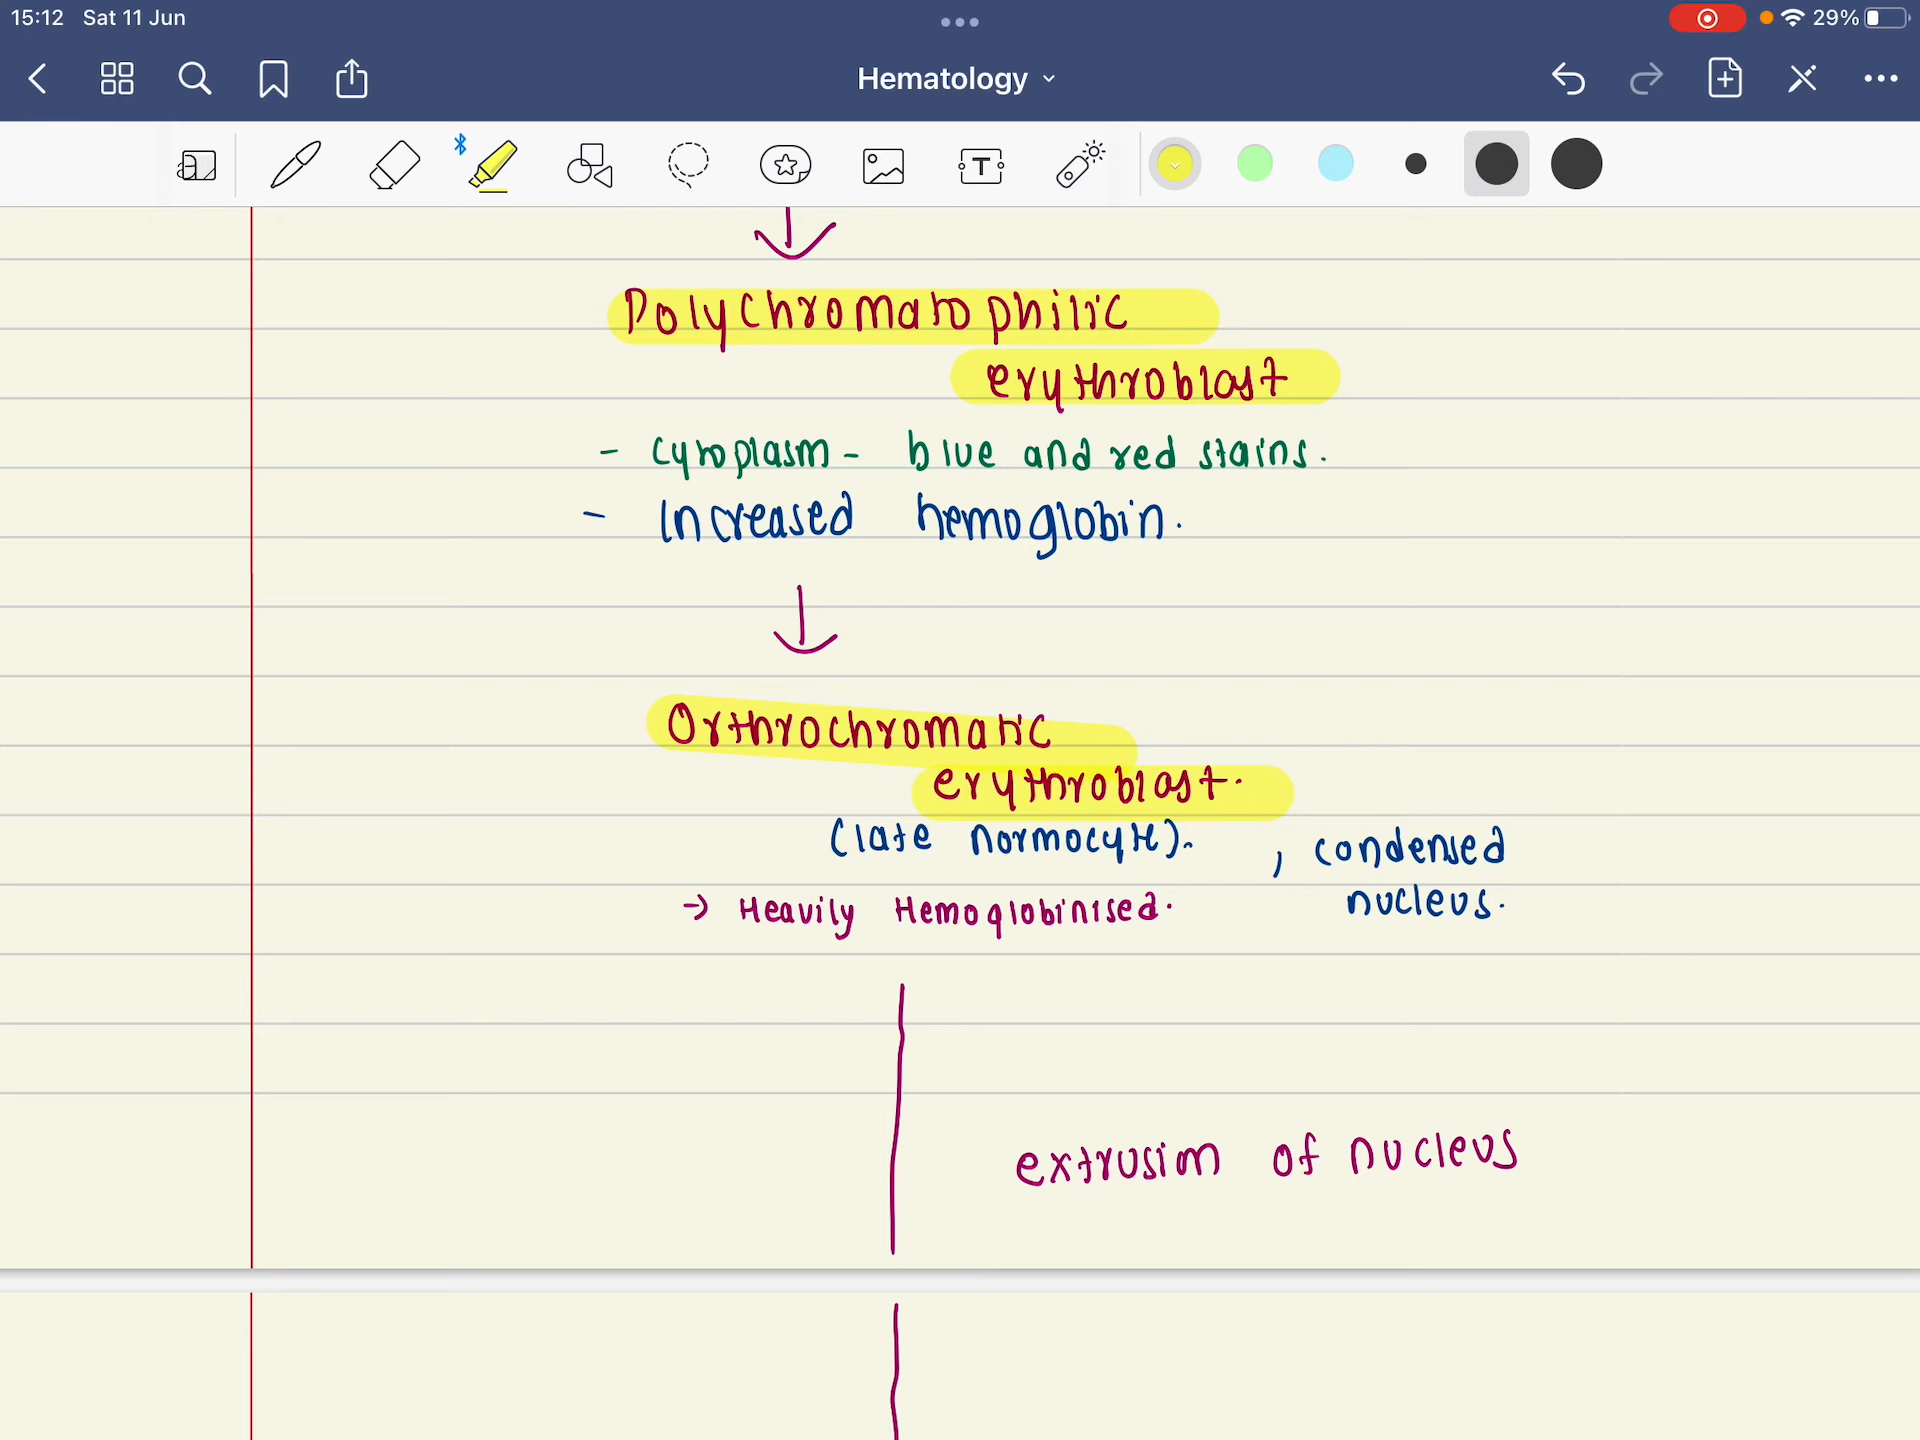 15:12 Sat 11 Jun
29%
Hematology
T
Polychromatophilic
erythroblast
- Cytoplasm - blue and red stains.
- Increased hemoglobin.
Orthrochromatic
erythroblast.
(late normocyte). , condensed
nucleus.
→ Heavily Hemoglobinised.
extrusion of nucleus